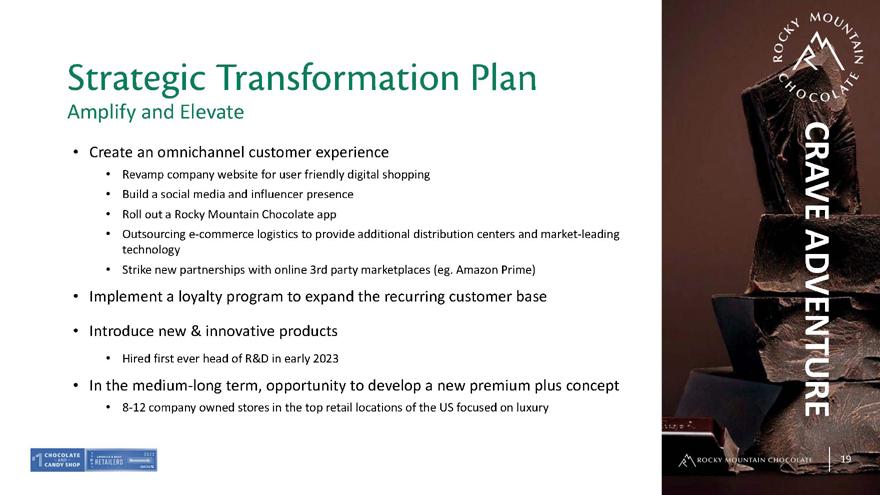 Strategic Transformation Plan
Amplify and Elevate
• Create an omnichannel customer experience
• Revamp company website for user friendly digital shopping
• Build a social media and influencer presence
• Roll out a Rocky Mountain Chocolate app
• Outsourcing e-commerce logistics to provide additional distribution centers and market-leading
technology
• Strike new partnerships with online 3rd party marketplaces (eg. Amazon Prime)
• Implement a loyalty program to expand the recurring customer base
• Introduce new & innovative products
• Hired first ever head of R&D in early 2023
• In the medium-long term, opportunity to develop a new premium plus concept
• 8-12 company owned stores in the top retail locations of the US focused on luxury
#1 CHOCOLATE
AND
CANDY SHOP
RETAILERS
ROCKY MOUNTAIN
CHOCOLATE
CRAVE ADVENTURE
ROCKY MOUNTAIN CHOCOLATE
19